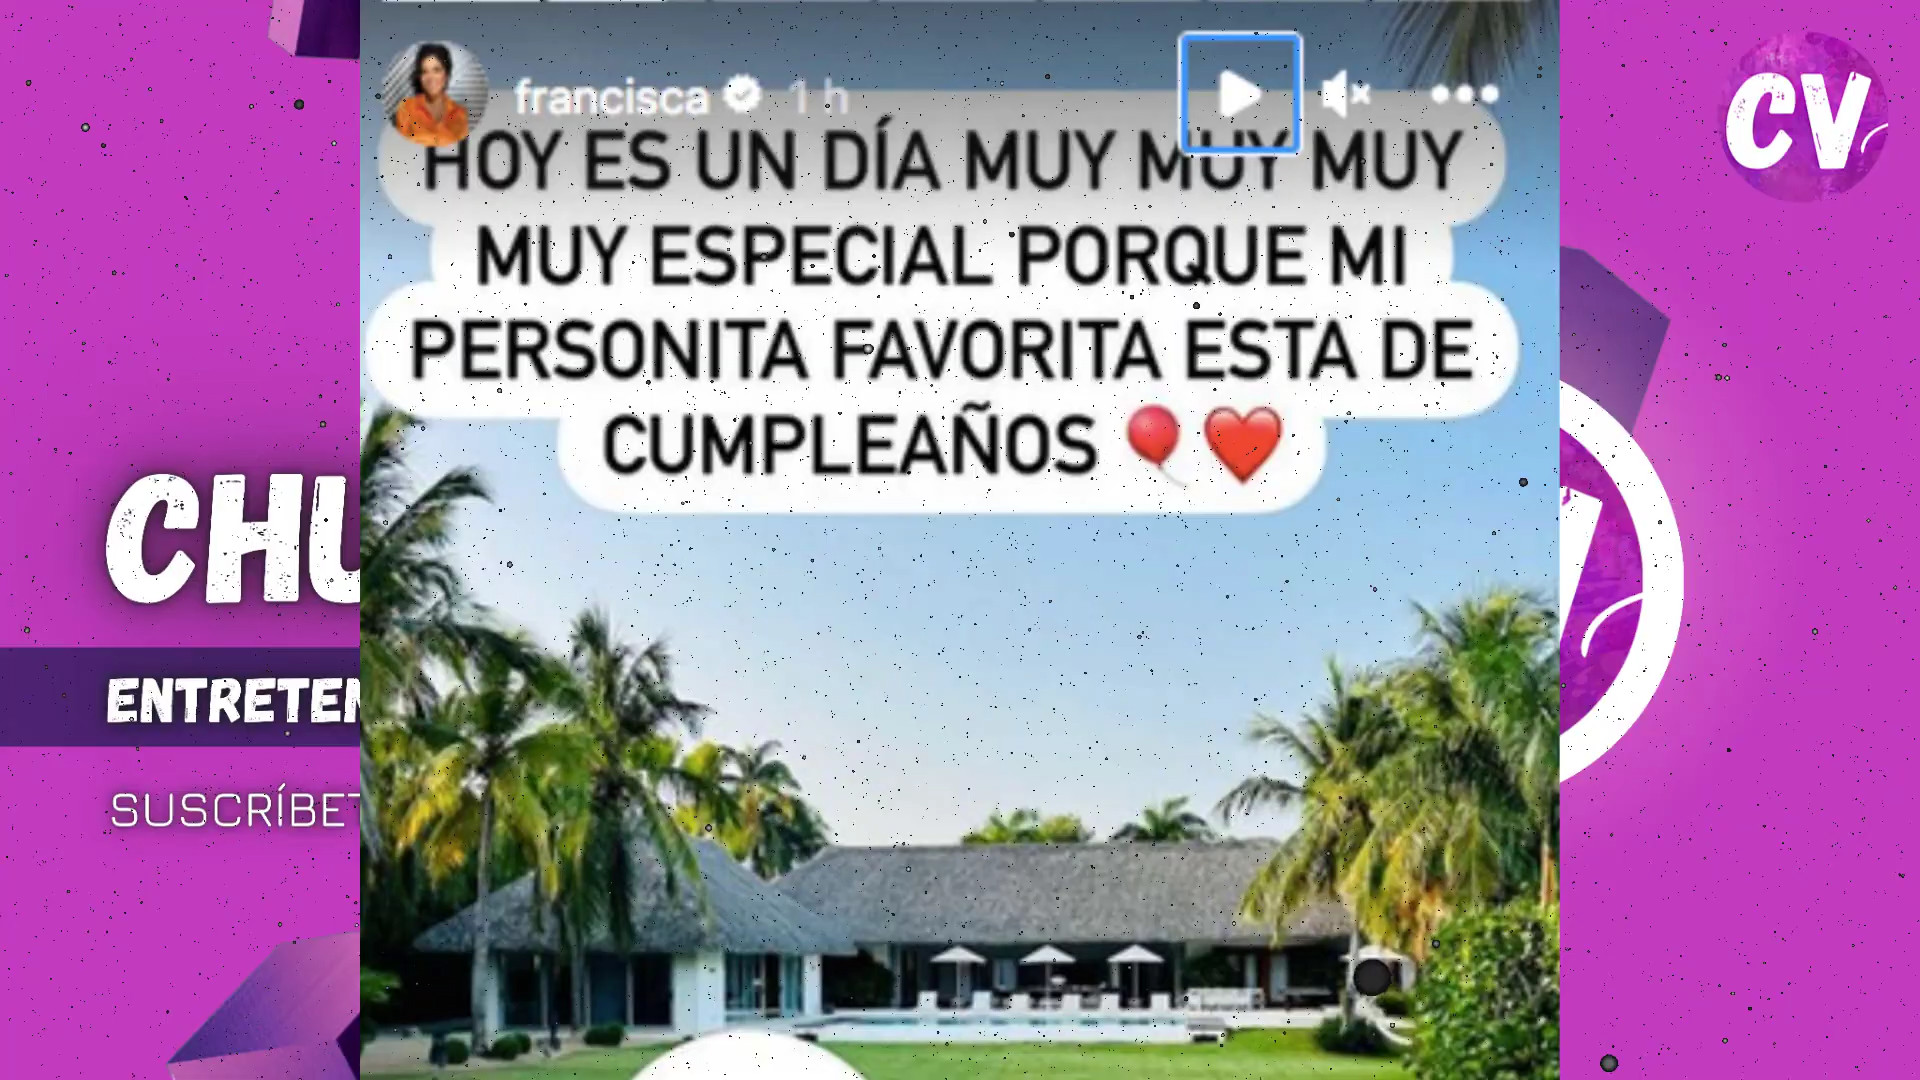 francisca 1 h
CV
HOY ES UN DÍA MUY MUY MUY
MUY ESPECIAL PORQUE MI
PERSONITA FAVORITA ESTA DE
CUMPLEAÑOS
CHU
ENTRETEN
SUSCRÍBET